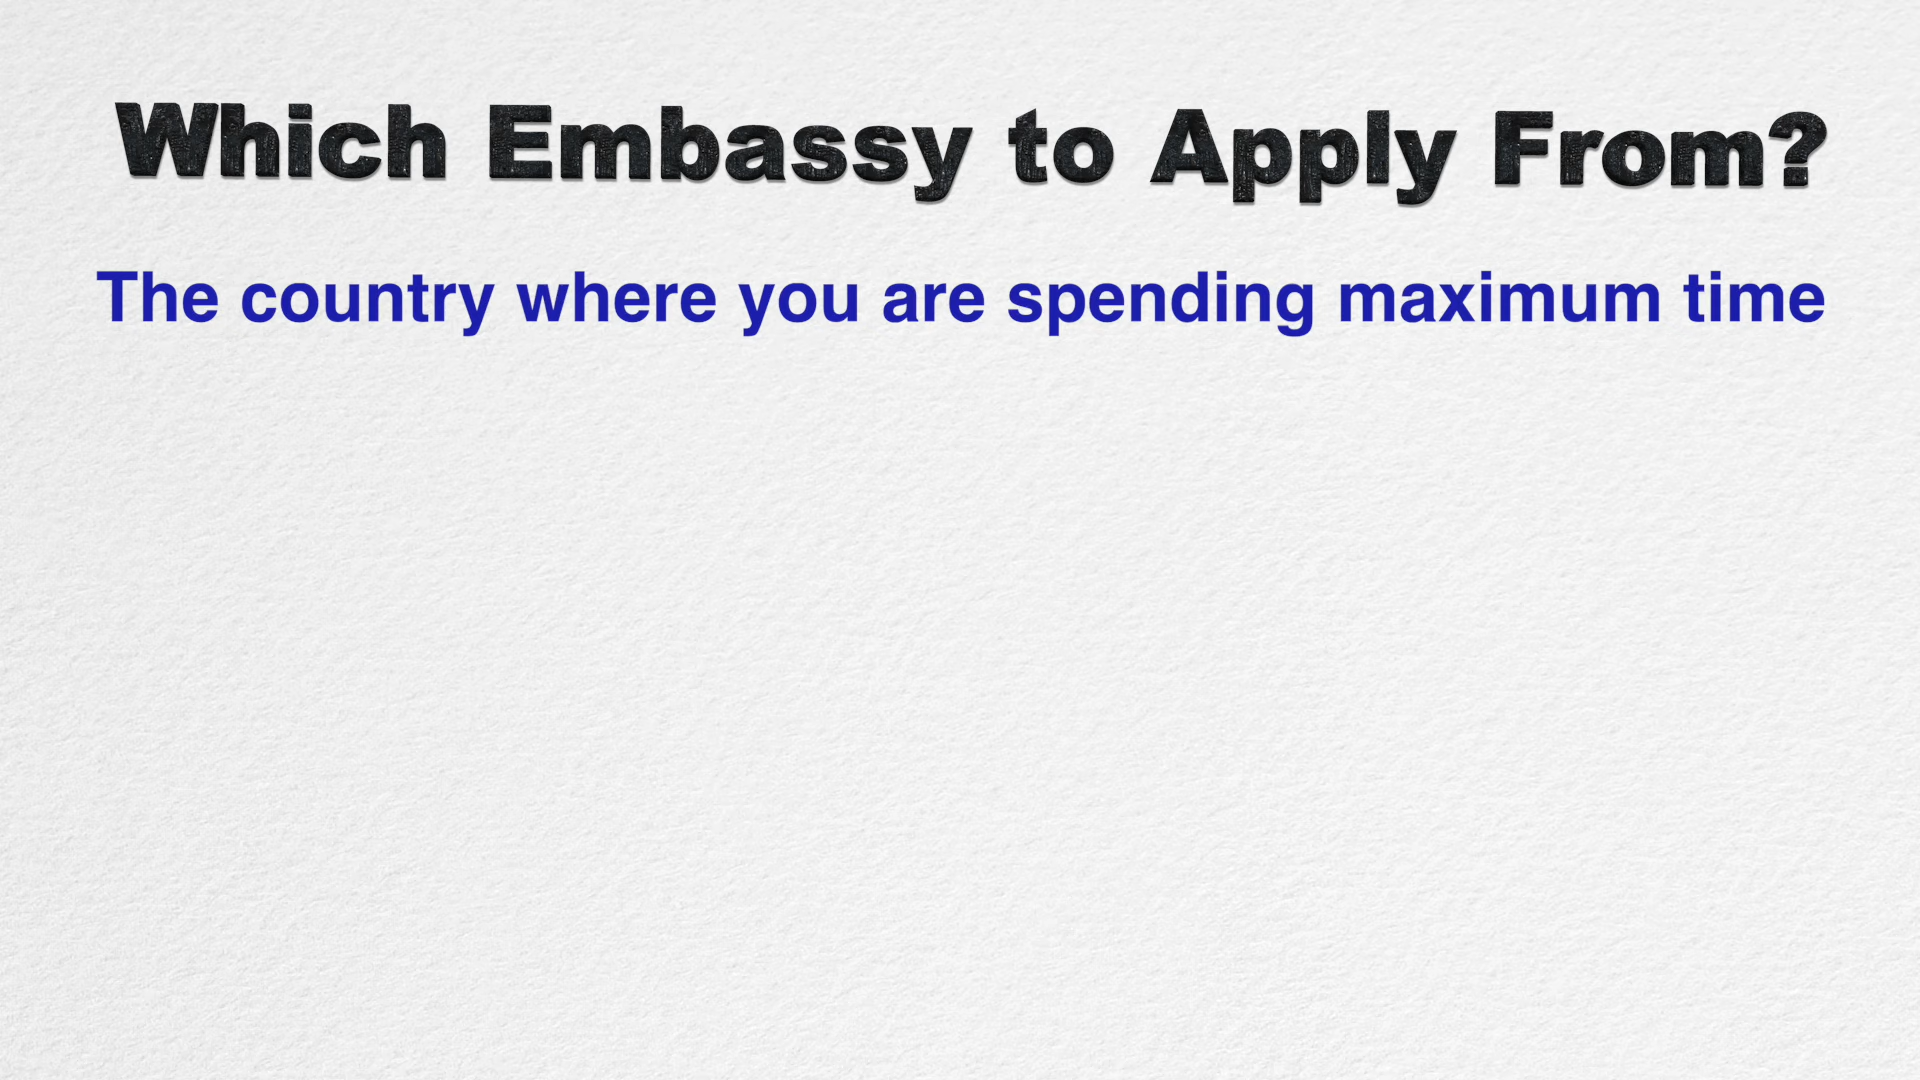 Which Embassy to Apply From?
The country where you are spending maximum time